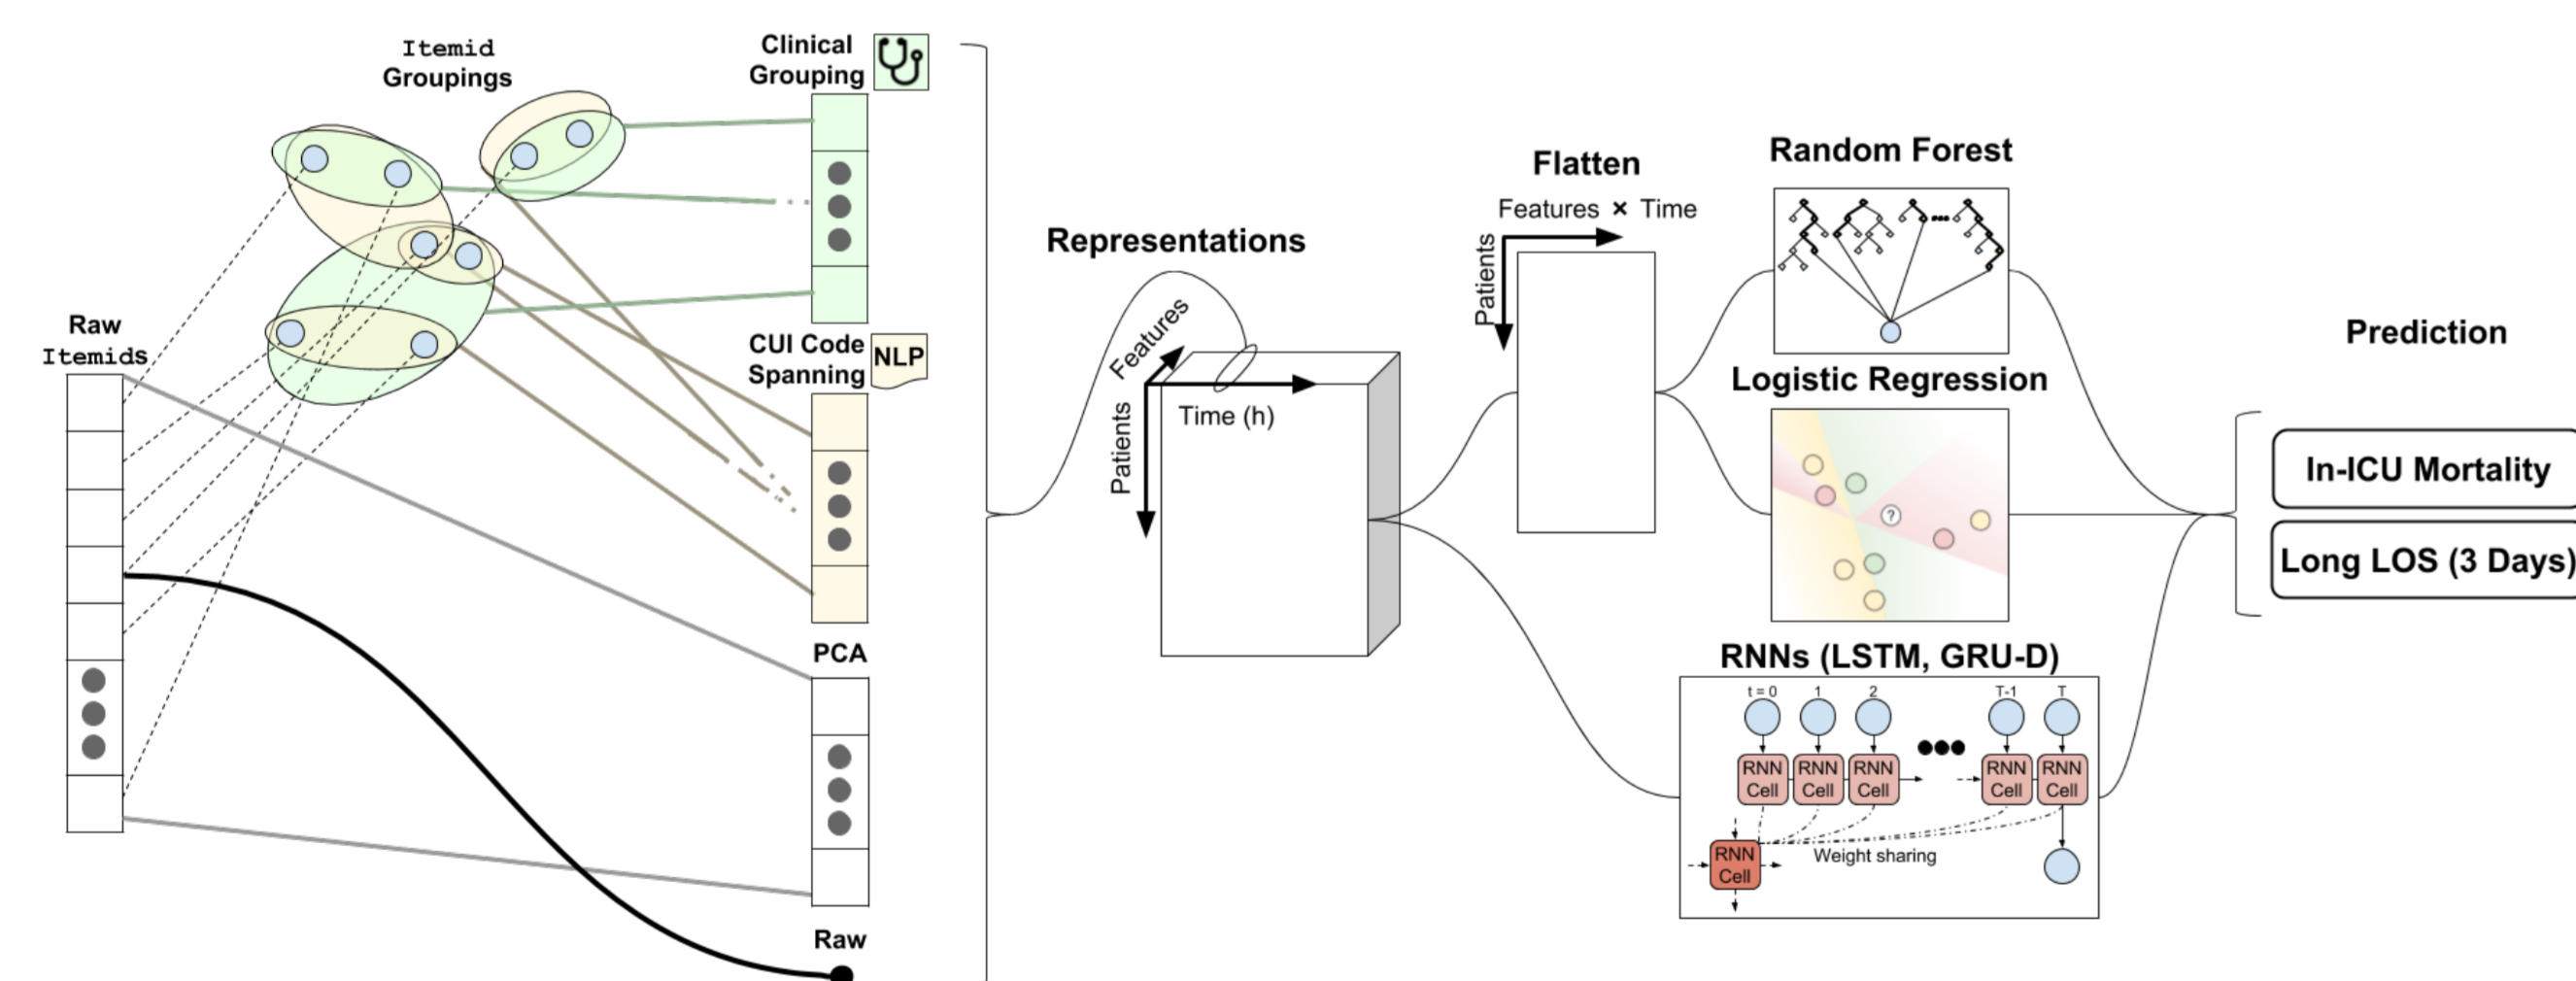 Itemid
Groupings
Clinical
Grouping
Raw
Itemids
CUI Code
Spanning
NLP
PCA
Raw
Representations
Features
Time (h)
Patients
Flatten
Features × Time
Patients
Random Forest
Logistic Regression
?
RNNs (LSTM, GRU-D)
t = 0 1 2 T-1 T
RNN Cell
RNN Cell
RNN Cell
RNN Cell
RNN Cell
RNN Cell
Weight sharing
Prediction
In-ICU Mortality
Long LOS (3 Days)